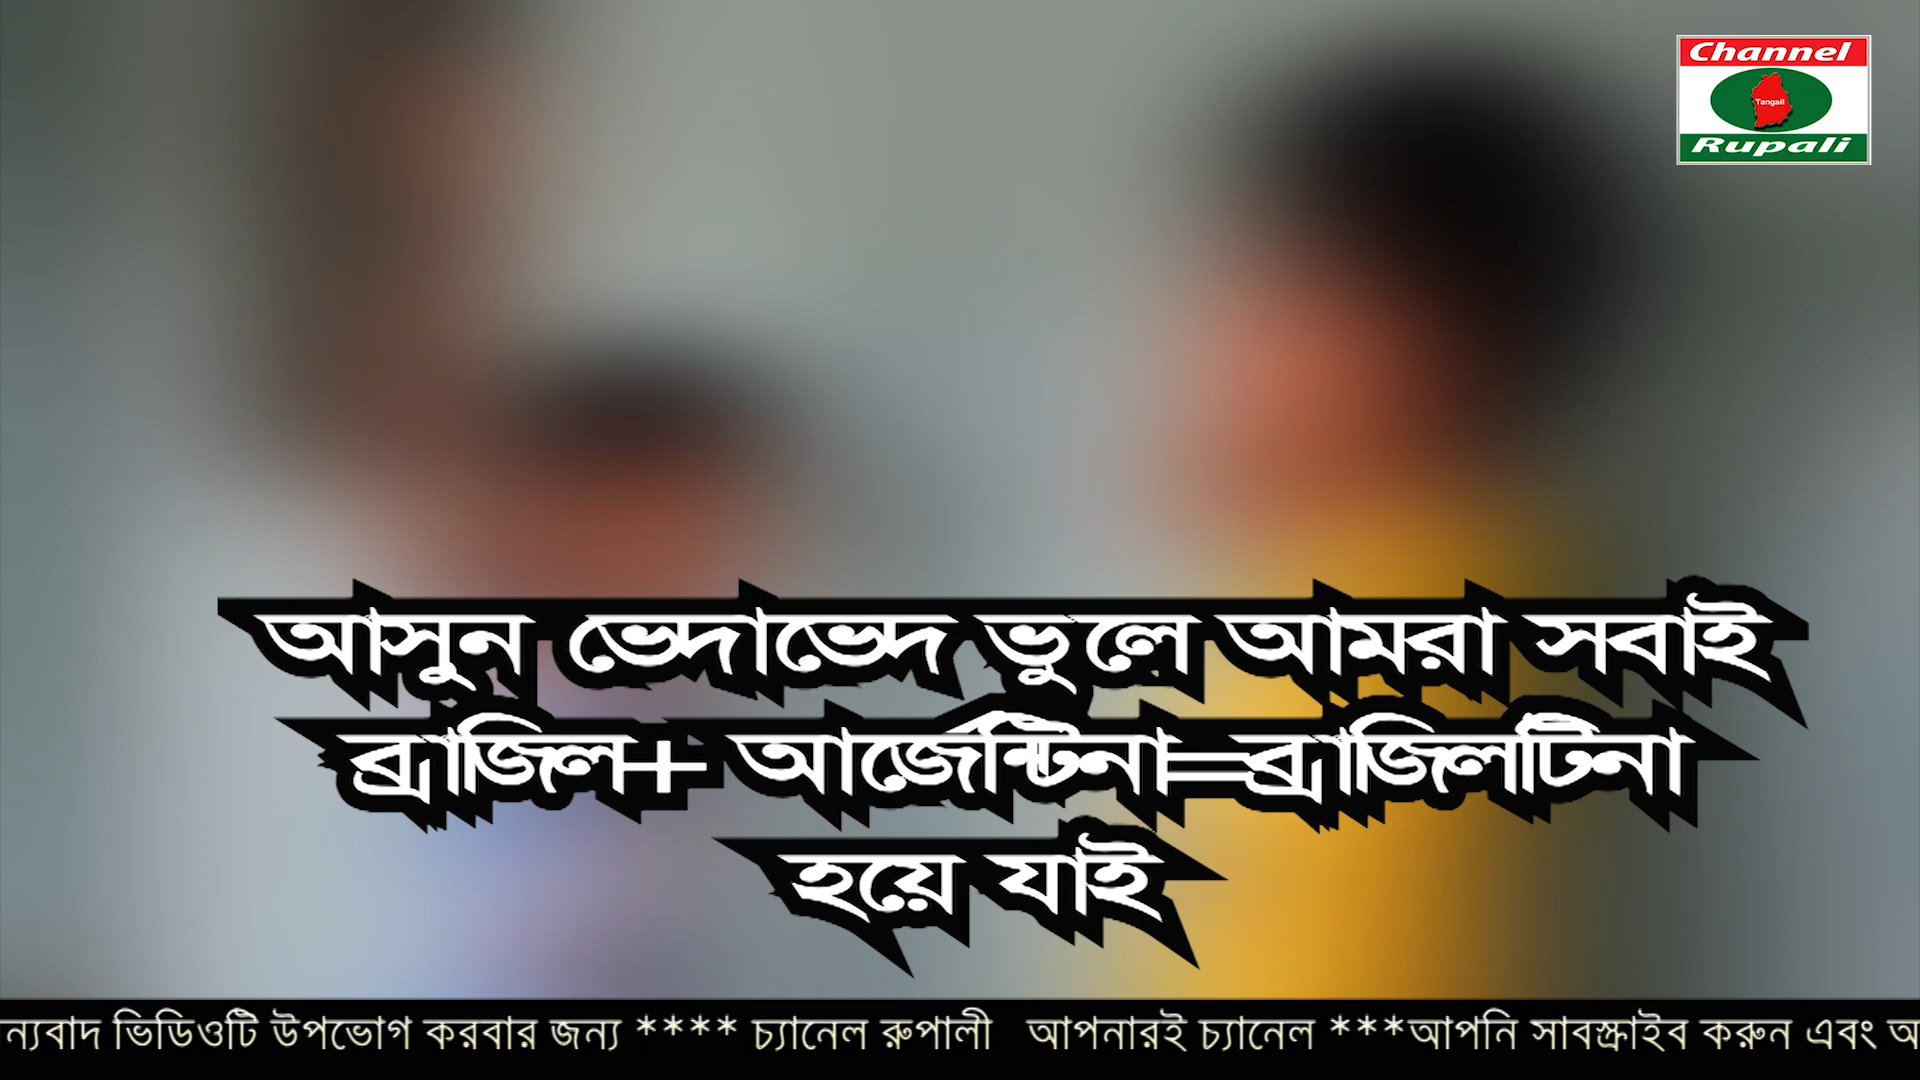 Channel
Tangail
Rupali
আসুন ভেদাভেদ ভুলে আমরা সবাই
ব্রাজিল+ আর্জেন্টিনা=ব্রাজিলটিনা
হয়ে যাই
ন্যবাদ ভিডিওটি উপভোগ করবার জন্য **** চ্যানেল রুপালী আপনারই চ্যানেল ***আপনি সাবস্ক্রাইব করুন এবং অ